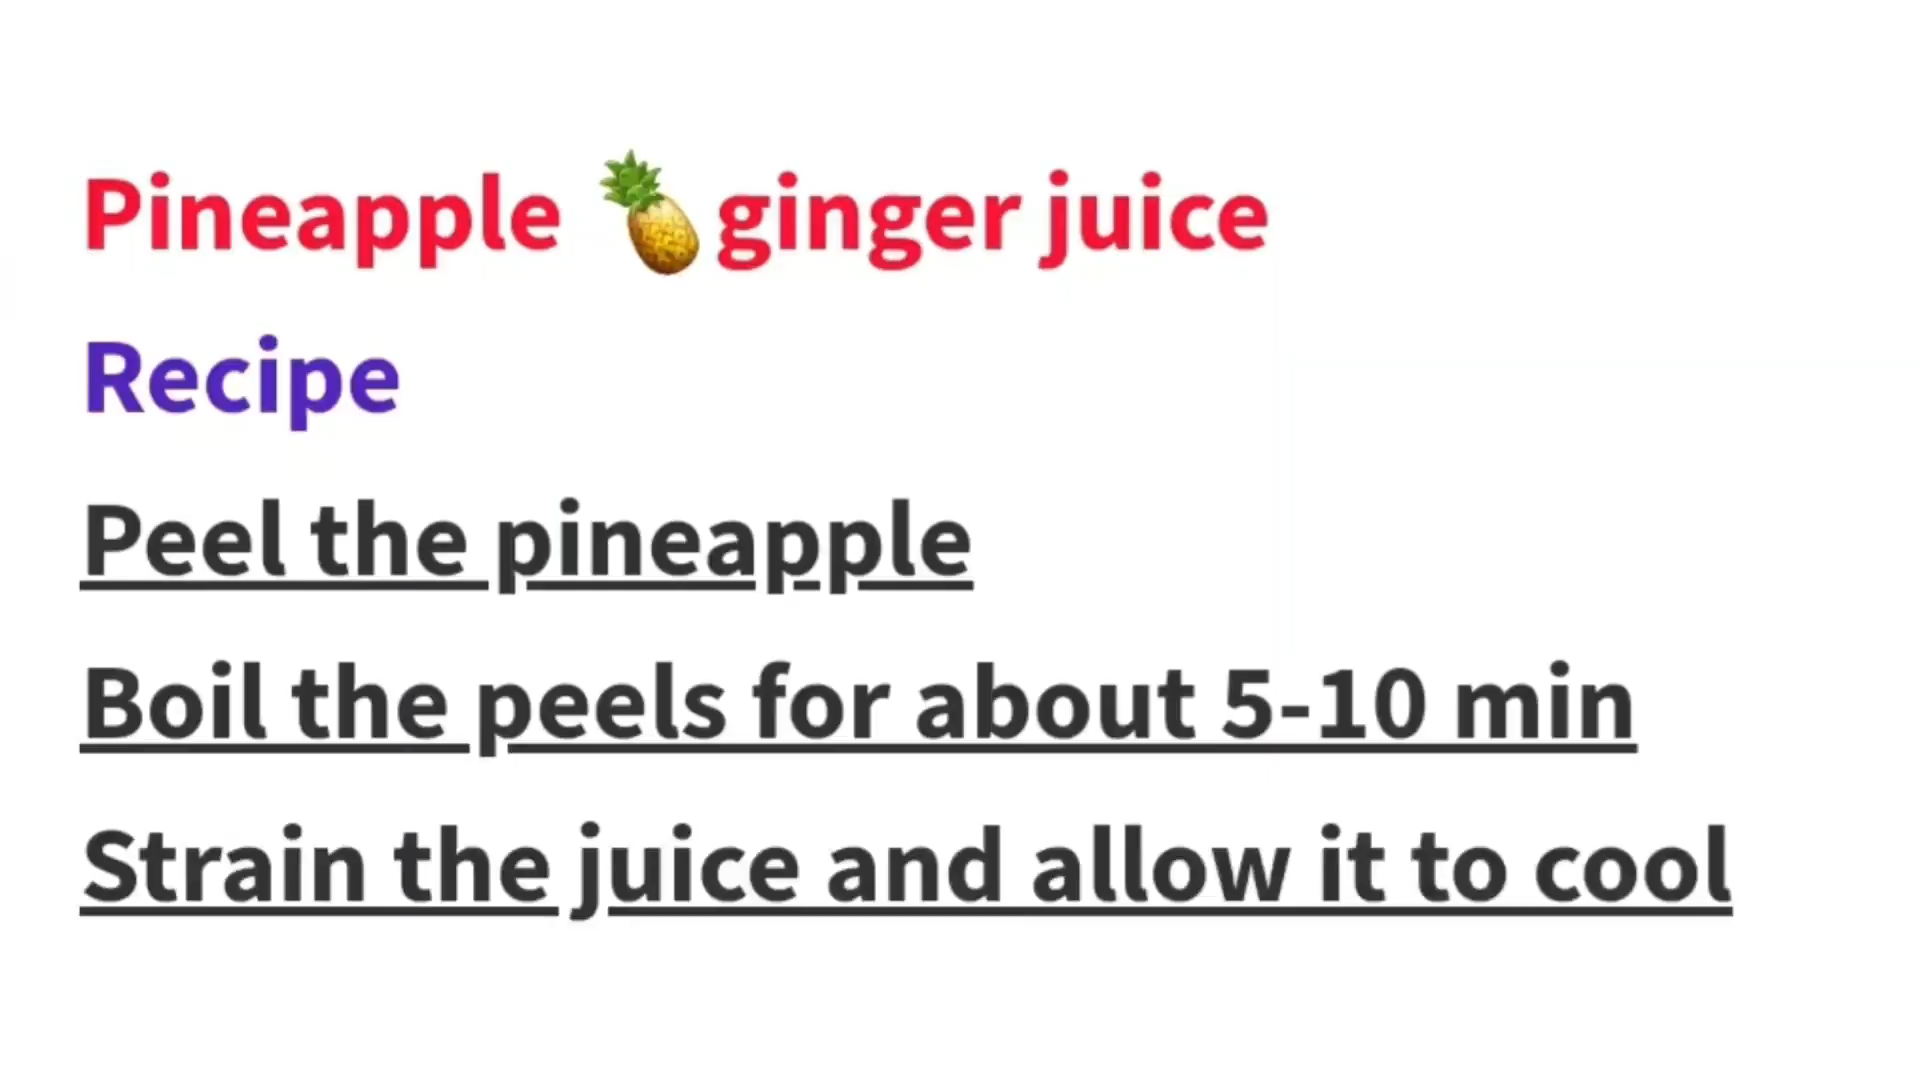 Pineapple 🍍 ginger juice
Recipe
Peel the pineapple
Boil the peels for about 5-10 min
Strain the juice and allow it to cool